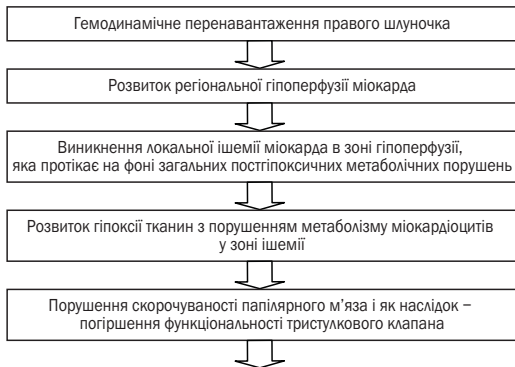 Гемодинамічне перенавантаження правого шлуночка
Розвиток регіональної гіпоперфузії міокарда
Виникнення локальної ішемії міокарда в зоні гіпоперфузії,
яка протікає на фоні загальних постгіпоксичних метаболічних порушень
Розвиток гіпоксії тканин з порушенням метаболізму міокардіоцитів
у зоні ішемії
Порушення скорочуваності папілярного м’яза і як наслідок –
погіршення функціональності тристулкового клапана